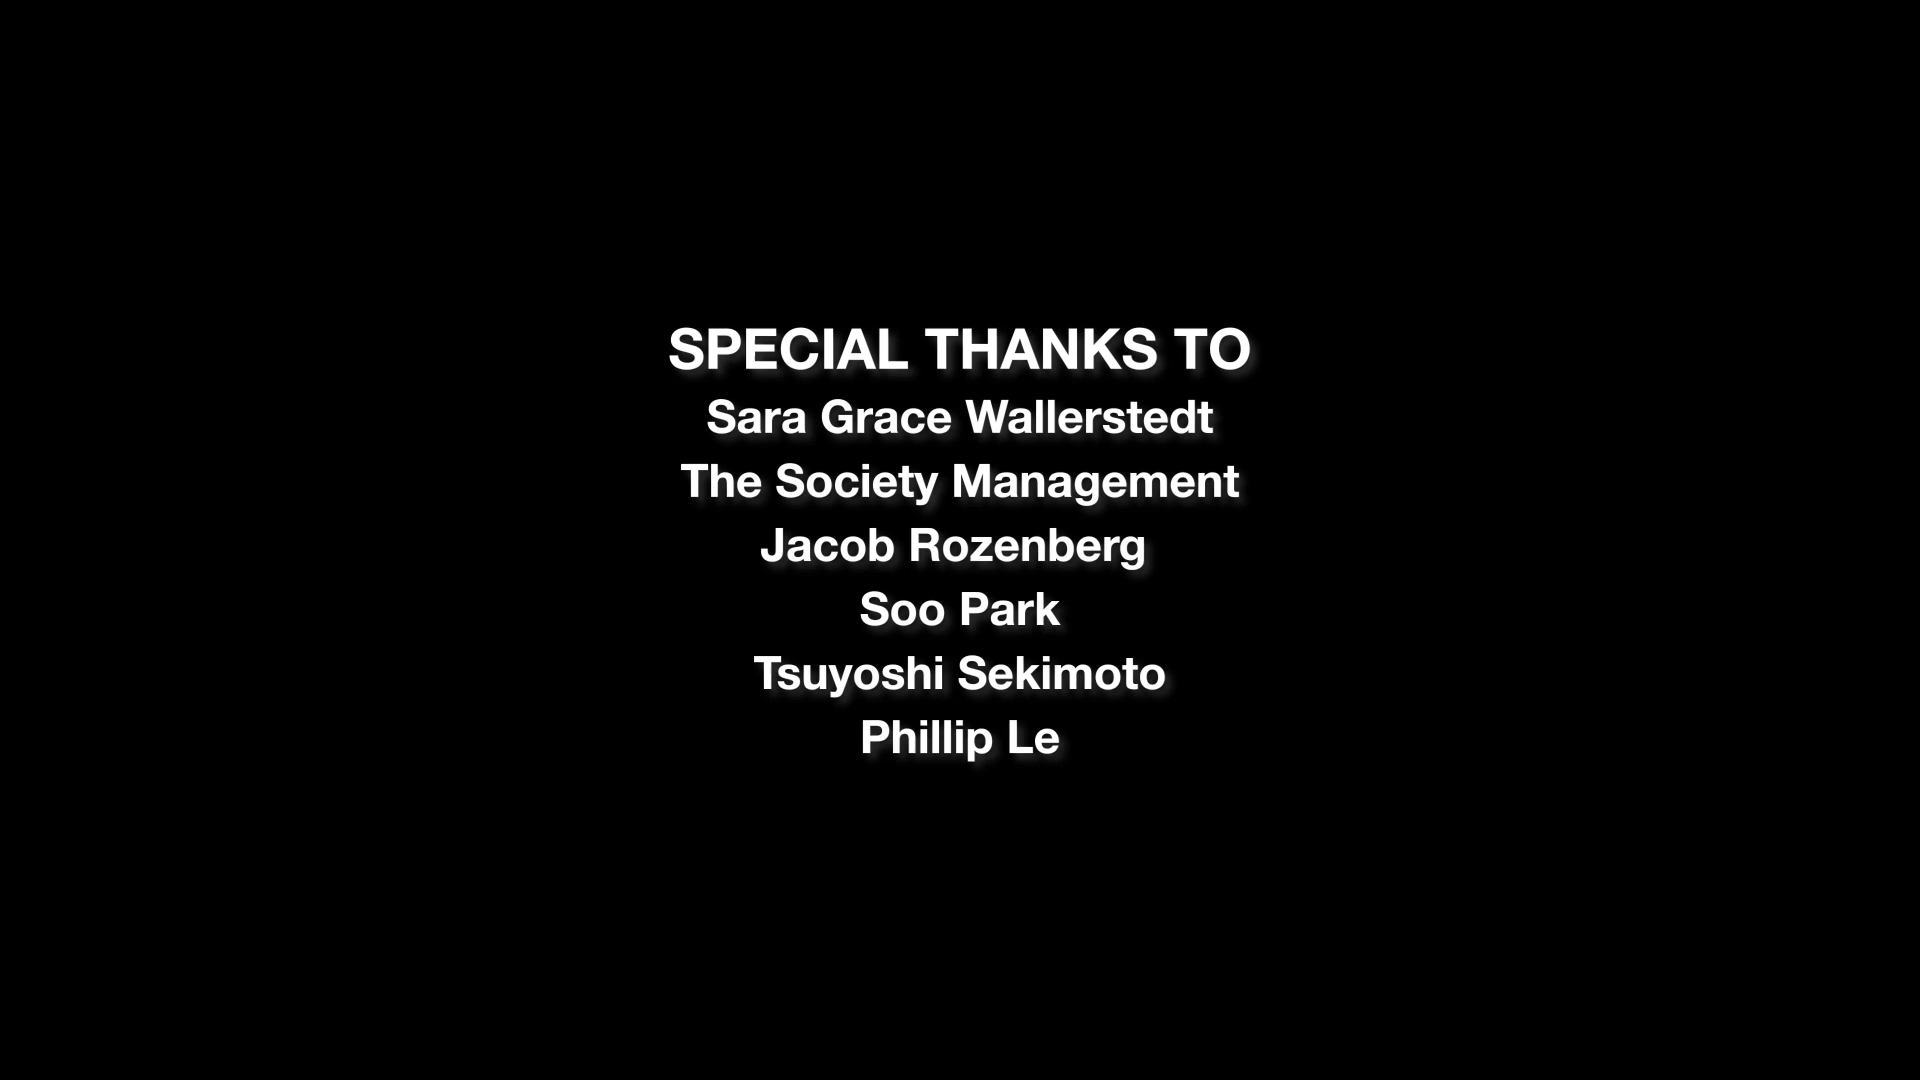 SPECIAL THANKS TO
Sara Grace Wallerstedt
The Society Management
Jacob Rozenberg
Soo Park
Tsuyoshi Sekimoto
Phillip Le